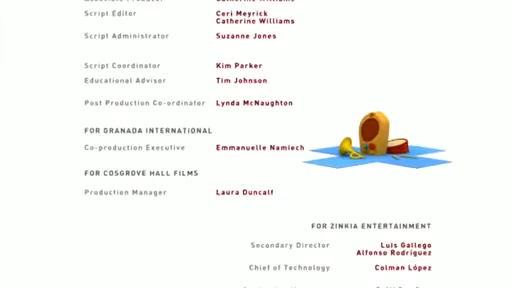 Script Editor Ceri Meyrick
Catherine Williams
Script Administrator Suzanne Jones
Script Coordinator Kim Parker
Educational Advisor Tim Johnson
Post Production Co-ordinator Lynda McNaughton
FOR GRANADA INTERNATIONAL
Co-production Executive Emmanuelle Namiech
FOR COSGROVE HALL FILMS
Production Manager Laura Duncalf
FOR ZINKIA ENTERTAINMENT
Secondary Director Luis Gallego
Alfonso Rodríguez
Chief of Technology Colman López